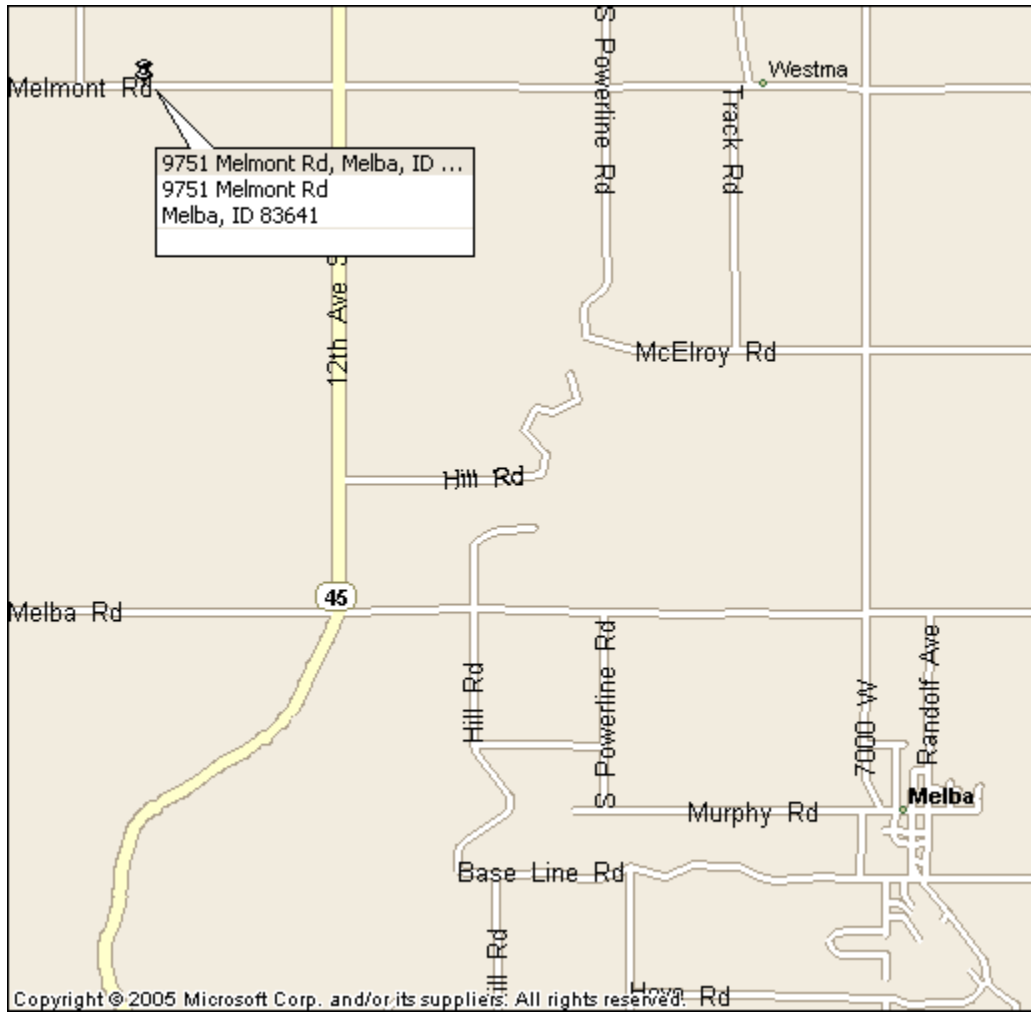 S Powerline Rd
Westma
Melmont Rd
Track Rd
9751 Melmont Rd, Melba, ID ...
9751 Melmont Rd
Melba, ID 83641
12th Ave S
McElroy Rd
Hill Rd
45
Melba Rd
Hill Rd
S Powerline Rd
7000 W
Randolf Ave
Melba
Murphy Rd
Base Line Rd
Hill Rd
Rd
Copyright © 2005 Microsoft Corp. and/or its suppliers. All rights reserved.